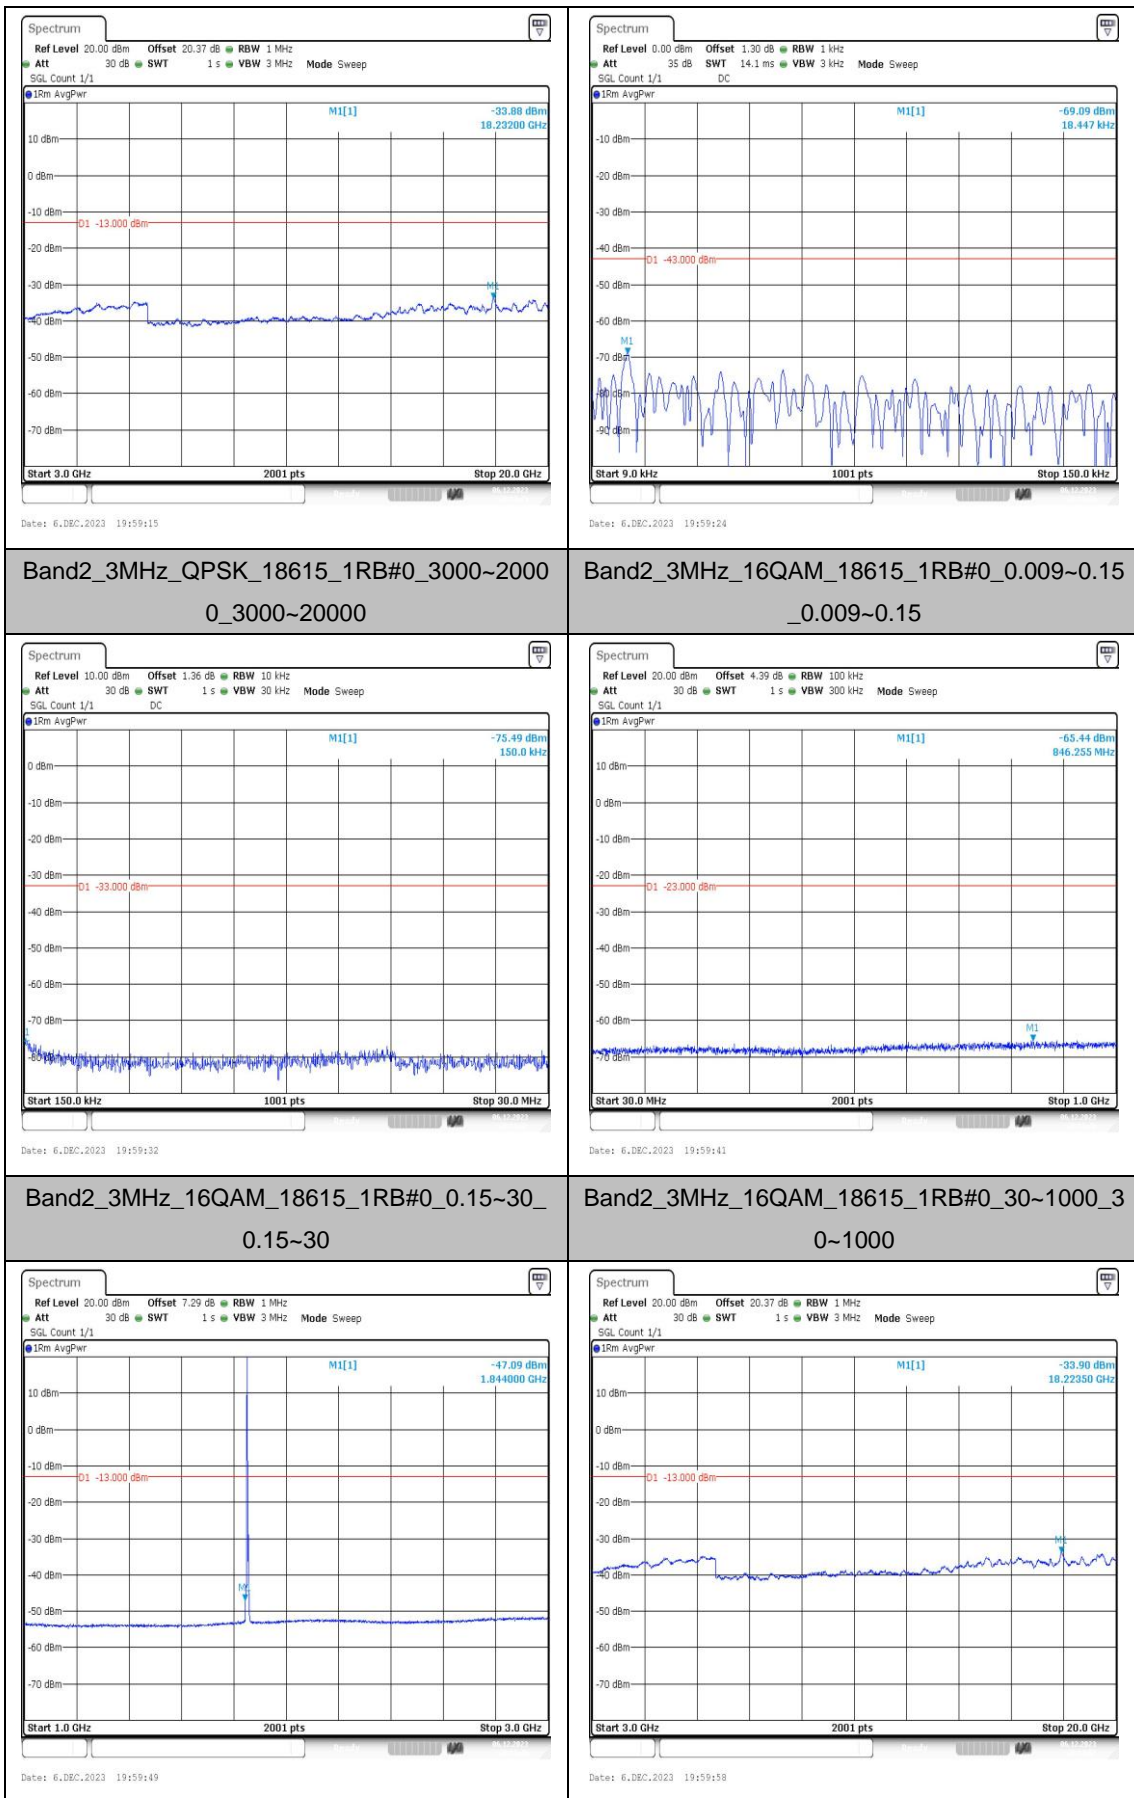 Spectrum
Ref Level 20.00 dBm Offset 20.37 dB RBW 1 MHz
Att 30 dB SWT 1 s VBW 3 MHz Mode Sweep
SGL Count 1/1
1Rm AvgPwr
M1[1] -33.88 dBm
18.23200 GHz
10 dBm
0 dBm
-10 dBm
D1 -13.000 dBm
-20 dBm
-30 dBm
M1
-40 dBm
-50 dBm
-60 dBm
-70 dBm
Start 3.0 GHz 2001 pts Stop 20.0 GHz
Date: 6.DEC.2023 19:59:15
Spectrum
Ref Level 0.00 dBm Offset 1.30 dB RBW 1 kHz
Att 35 dB SWT 14.1 ms VBW 3 kHz Mode Sweep
SGL Count 1/1 DC
1Rm AvgPwr
M1[1] -69.09 dBm
18.447 kHz
-10 dBm
-20 dBm
-30 dBm
-40 dBm
D1 -43.000 dBm
-50 dBm
-60 dBm
M1
-70 dBm
-80 dBm
-90 dBm
Start 9.0 kHz 1001 pts Stop 150.0 kHz
Date: 6.DEC.2023 19:59:24
Band2_3MHz_QPSK_18615_1RB#0_3000~2000
0_3000~20000
Band2_3MHz_16QAM_18615_1RB#0_0.009~0.15
_0.009~0.15
Spectrum
Ref Level 10.00 dBm Offset 1.36 dB RBW 10 kHz
Att 30 dB SWT 1 s VBW 30 kHz Mode Sweep
SGL Count 1/1 DC
1Rm AvgPwr
M1[1] -75.49 dBm
150.0 kHz
0 dBm
-10 dBm
-20 dBm
-30 dBm
D1 -33.000 dBm
-40 dBm
-50 dBm
-60 dBm
-70 dBm
-80 dBm
Start 150.0 kHz 1001 pts Stop 30.0 MHz
Date: 6.DEC.2023 19:59:32
Spectrum
Ref Level 20.00 dBm Offset 4.39 dB RBW 100 kHz
Att 30 dB SWT 1 s VBW 300 kHz Mode Sweep
SGL Count 1/1
1Rm AvgPwr
M1[1] -65.44 dBm
846.255 MHz
10 dBm
0 dBm
-10 dBm
-20 dBm
D1 -23.000 dBm
-30 dBm
-40 dBm
-50 dBm
-60 dBm
M1
-70 dBm
Start 30.0 MHz 2001 pts Stop 1.0 GHz
Date: 6.DEC.2023 19:59:41
Band2_3MHz_16QAM_18615_1RB#0_0.15~30_
0.15~30
Band2_3MHz_16QAM_18615_1RB#0_30~1000_3
0~1000
Spectrum
Ref Level 20.00 dBm Offset 7.29 dB RBW 1 MHz
Att 30 dB SWT 1 s VBW 3 MHz Mode Sweep
SGL Count 1/1
1Rm AvgPwr
M1[1] -47.09 dBm
1.844000 GHz
10 dBm
0 dBm
-10 dBm
D1 -13.000 dBm
-20 dBm
-30 dBm
-40 dBm
M1
-50 dBm
-60 dBm
-70 dBm
Start 1.0 GHz 2001 pts Stop 3.0 GHz
Date: 6.DEC.2023 19:59:49
Spectrum
Ref Level 20.00 dBm Offset 20.37 dB RBW 1 MHz
Att 30 dB SWT 1 s VBW 3 MHz Mode Sweep
SGL Count 1/1
1Rm AvgPwr
M1[1] -33.90 dBm
18.22350 GHz
10 dBm
0 dBm
-10 dBm
D1 -13.000 dBm
-20 dBm
-30 dBm
M1
-40 dBm
-50 dBm
-60 dBm
-70 dBm
Start 3.0 GHz 2001 pts Stop 20.0 GHz
Date: 6.DEC.2023 19:59:58